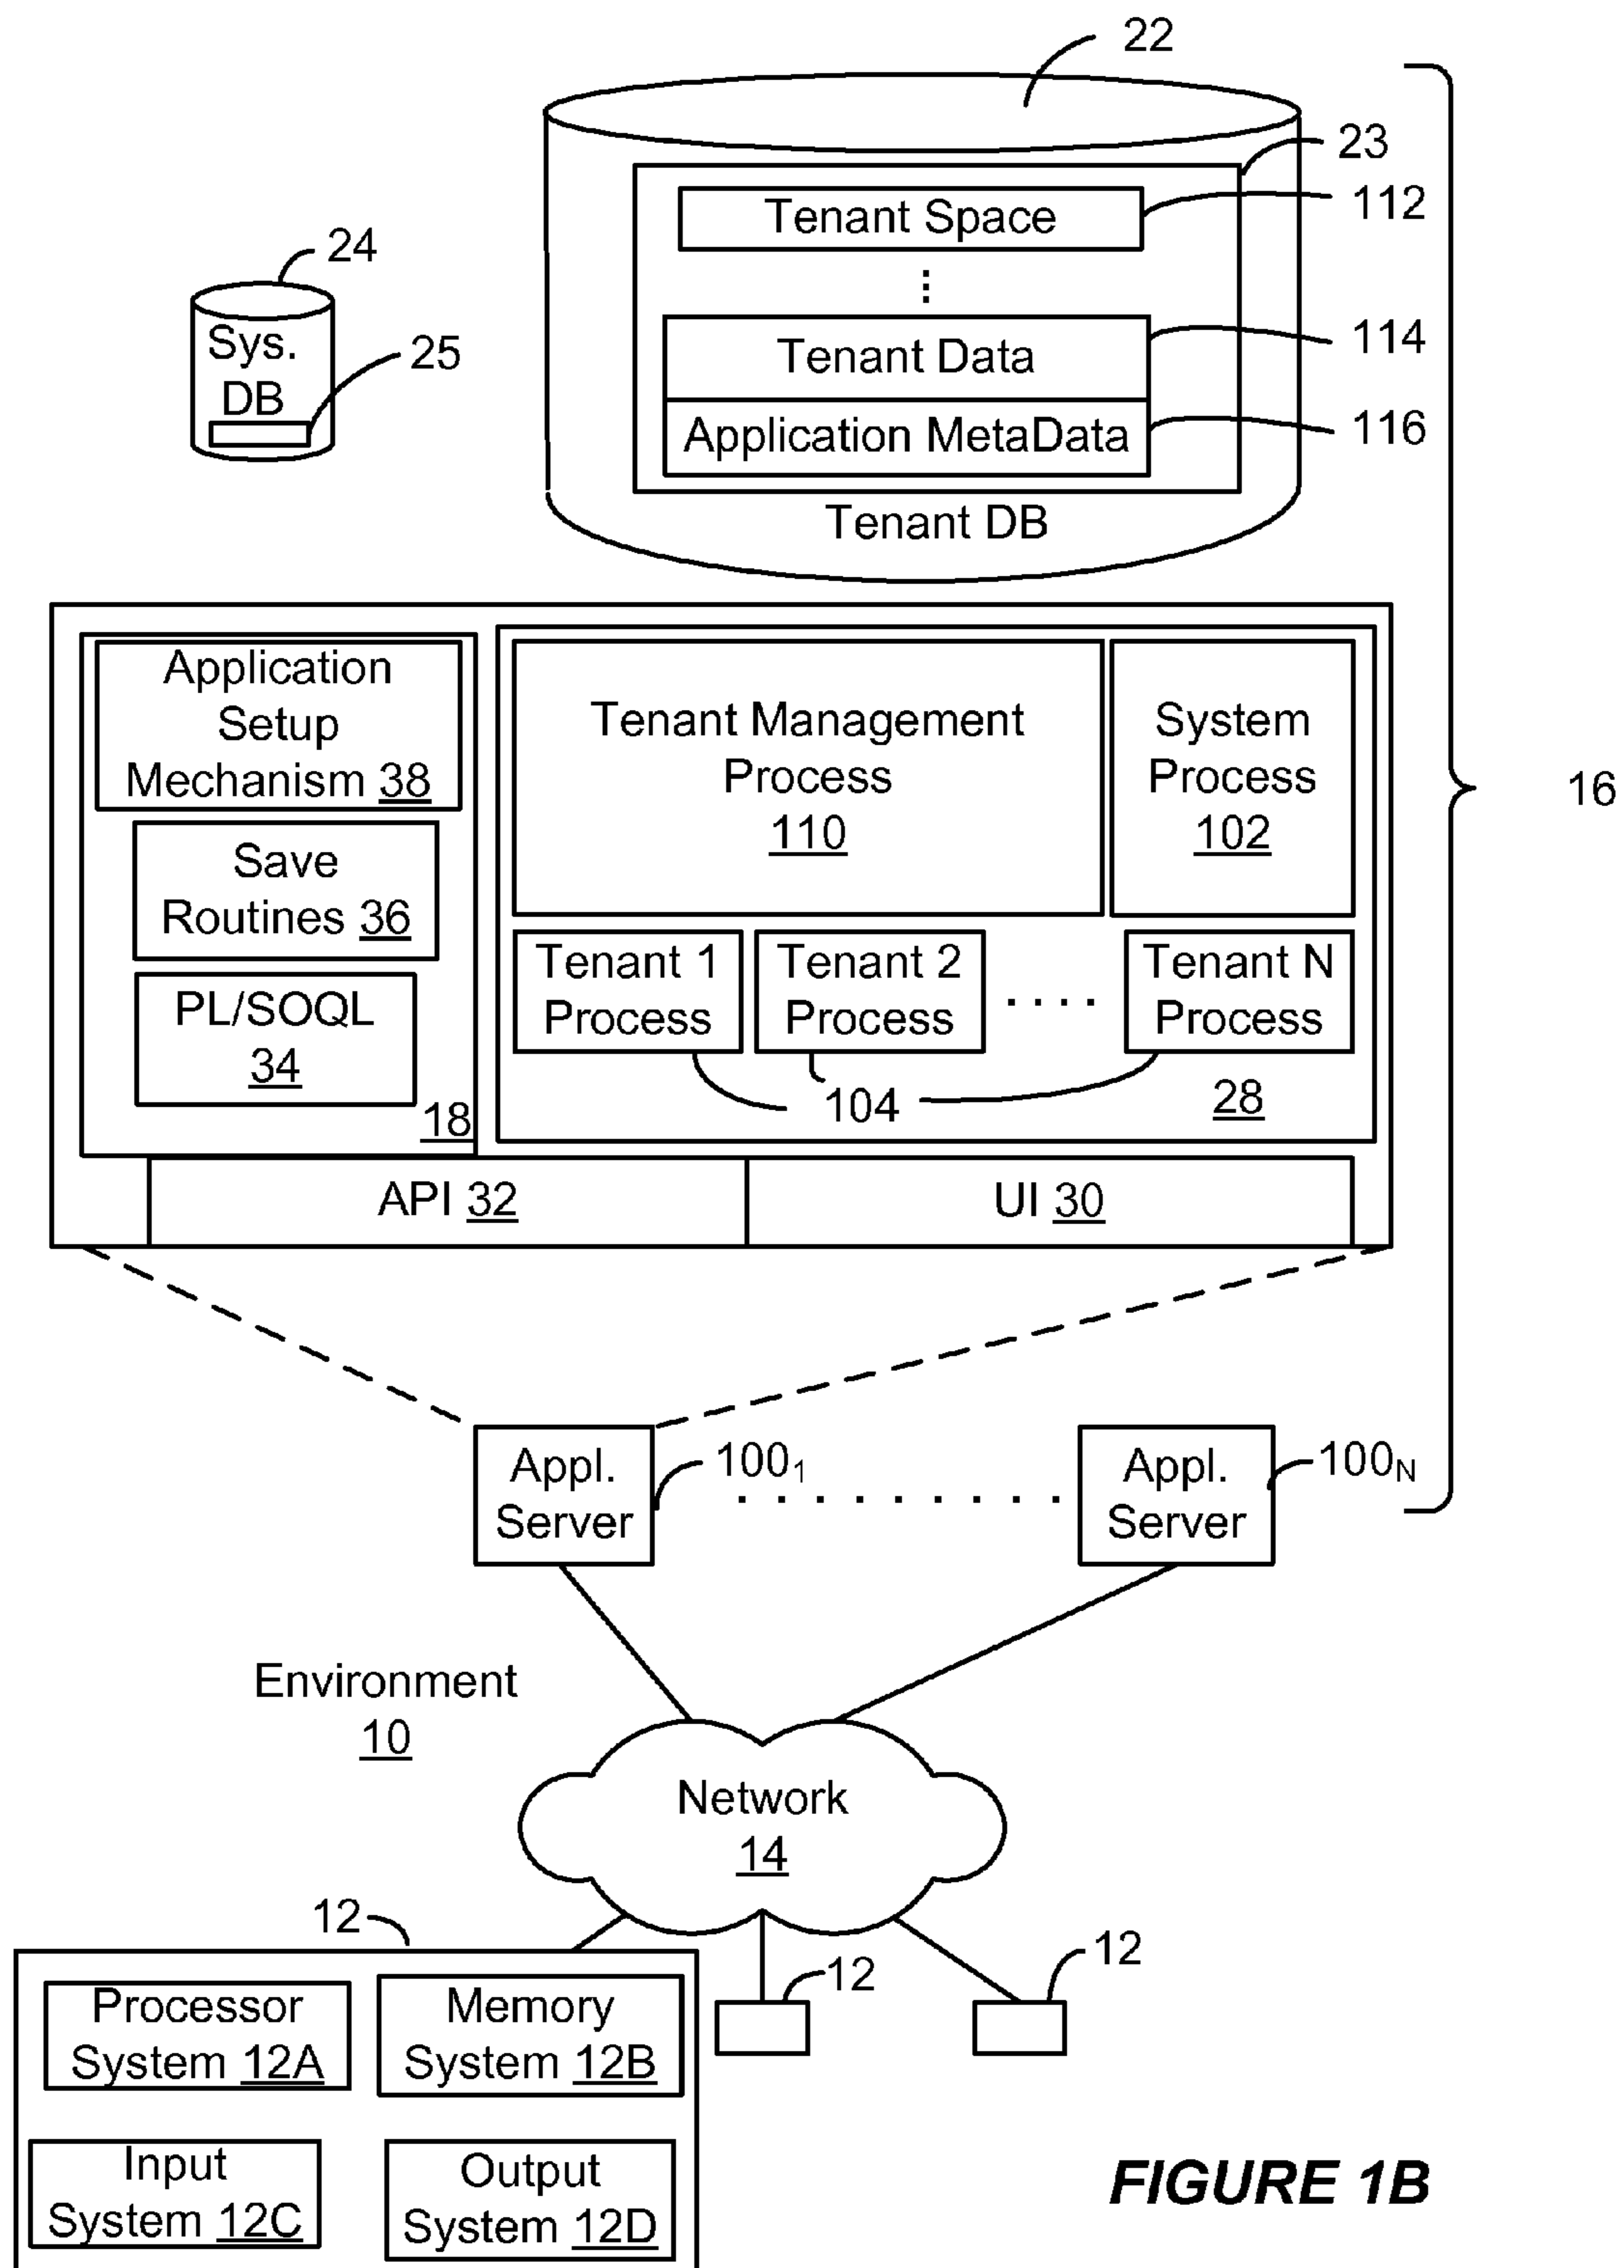 22
23
Tenant Space
112
24
Sys.
DB
25
Tenant Data
114
Application MetaData
116
Tenant DB
Application
Setup
Mechanism 38
Tenant Management
Process
110
System
Process
102
16
Save
Routines 36
Tenant 1
Process
Tenant 2
Process
. . . .
Tenant N
Process
PL/SOQL
34
104
28
18
API 32
UI 30
Appl.
Server
100₁
. . . . . . . . .
Appl.
Server
100ₙ
Environment
10
Network
14
12
12
12
Processor
System 12A
Memory
System 12B
Input
System 12C
Output
System 12D
FIGURE 1B